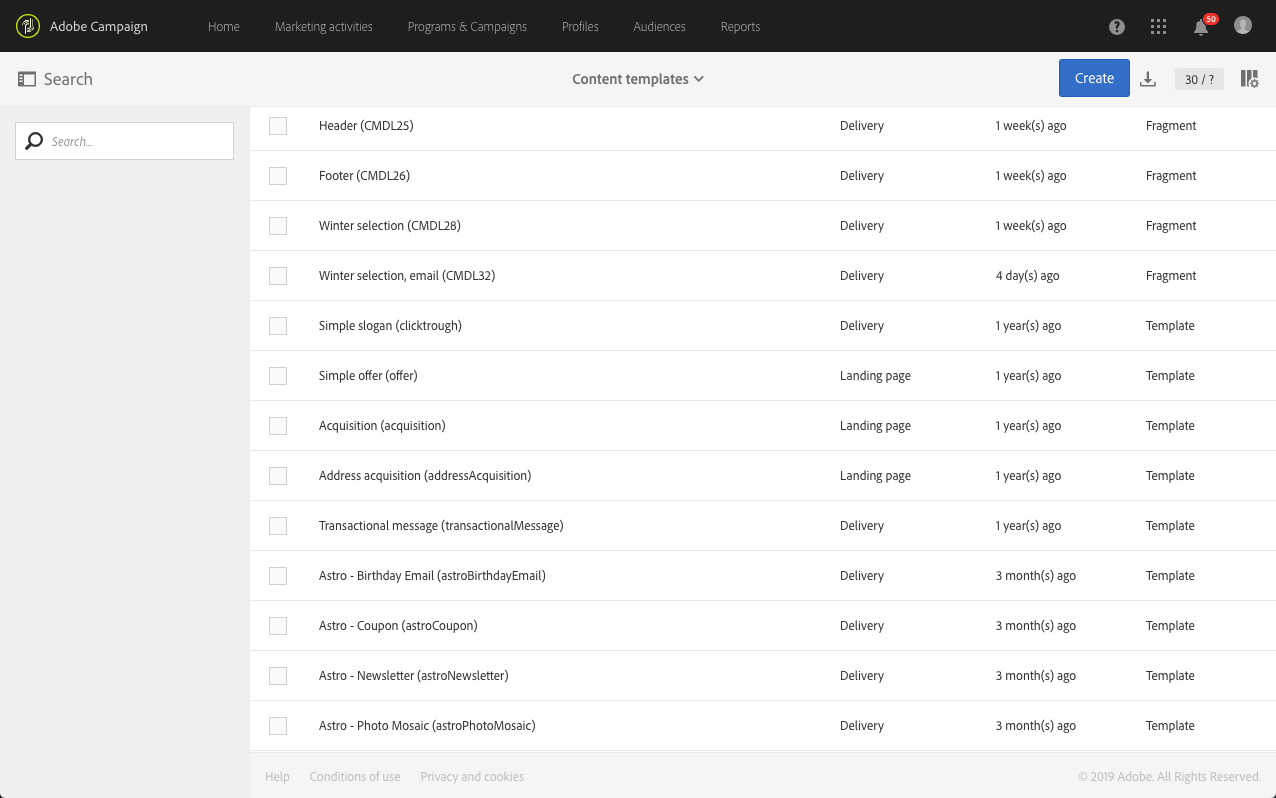 Adobe Campaign Home Marketing activities Programs & Campaigns Profiles Audiences Reports 50
Search Content templates Create 30 / ?
Search...
Header (CMDL25) Delivery 1 week(s) ago Fragment
Footer (CMDL26) Delivery 1 week(s) ago Fragment
Winter selection (CMDL28) Delivery 1 week(s) ago Fragment
Winter selection, email (CMDL32) Delivery 4 day(s) ago Fragment
Simple slogan (clicktrough) Delivery 1 year(s) ago Template
Simple offer (offer) Landing page 1 year(s) ago Template
Acquisition (acquisition) Landing page 1 year(s) ago Template
Address acquisition (addressAcquisition) Landing page 1 year(s) ago Template
Transactional message (transactionalMessage) Delivery 1 year(s) ago Template
Astro - Birthday Email (astroBirthdayEmail) Delivery 3 month(s) ago Template
Astro - Coupon (astroCoupon) Delivery 3 month(s) ago Template
Astro - Newsletter (astroNewsletter) Delivery 3 month(s) ago Template
Astro - Photo Mosaic (astroPhotoMosaic) Delivery 3 month(s) ago Template
Help Conditions of use Privacy and cookies © 2019 Adobe. All Rights Reserved.